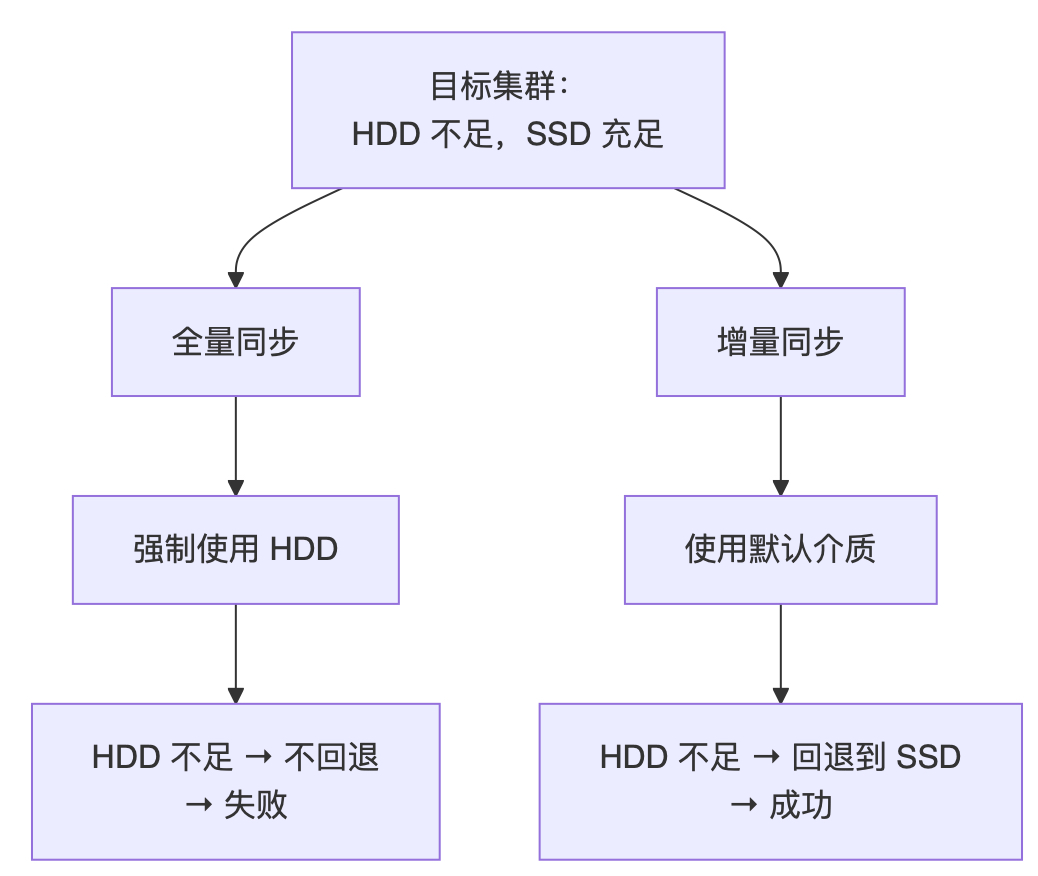 目标集群：
HDD 不足，SSD 充足
全量同步
增量同步
强制使用 HDD
使用默认介质
HDD 不足 → 不回退
→ 失败
HDD 不足 → 回退到 SSD
→ 成功